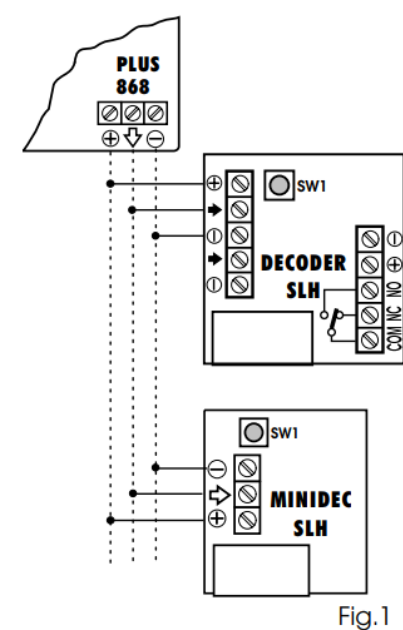 PLUS
868
SW1
DECODER
SLH
COM NC NO
SW1
MINIDEC
SLH
Fig.1